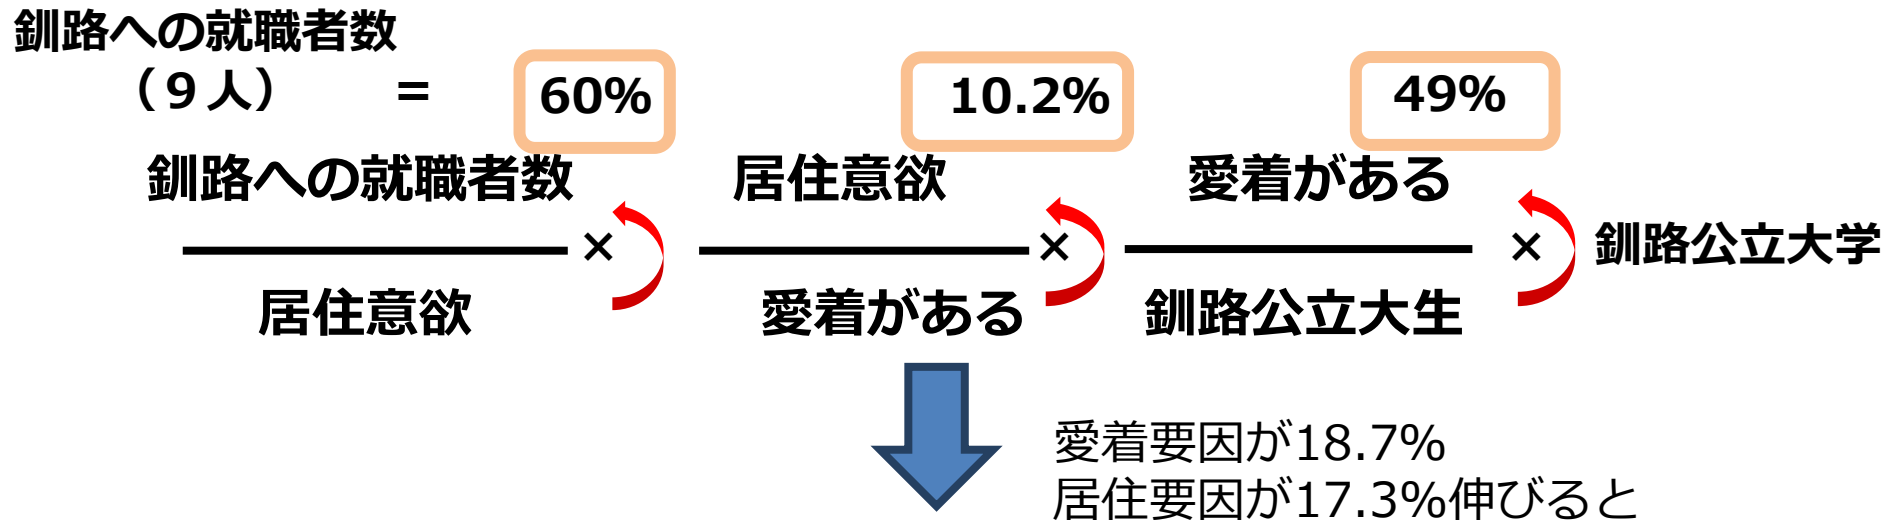 釧路への就職者数
（９人） = 60% 10.2% 49%
釧路への就職者数 居住意欲 愛着がある
× × × 釧路公立大学
居住意欲 愛着がある 釧路公立大生
愛着要因が18.7%
居住要因が17.3%伸びると